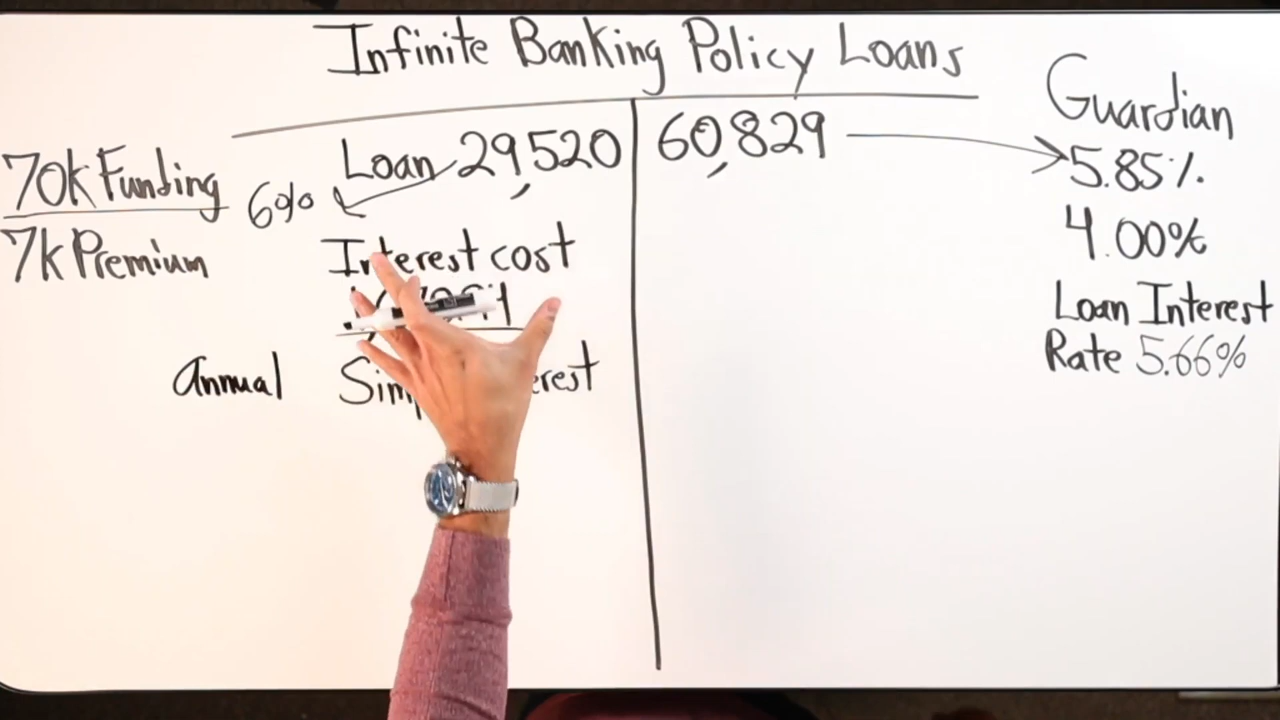 Infinite Banking Policy Loans
70k Funding
7k Premium
6%
Loan 29,520
Interest cost
Annual
60,829
Guardian
5.85%
4.00%
Loan Interest
Rate 5.66%